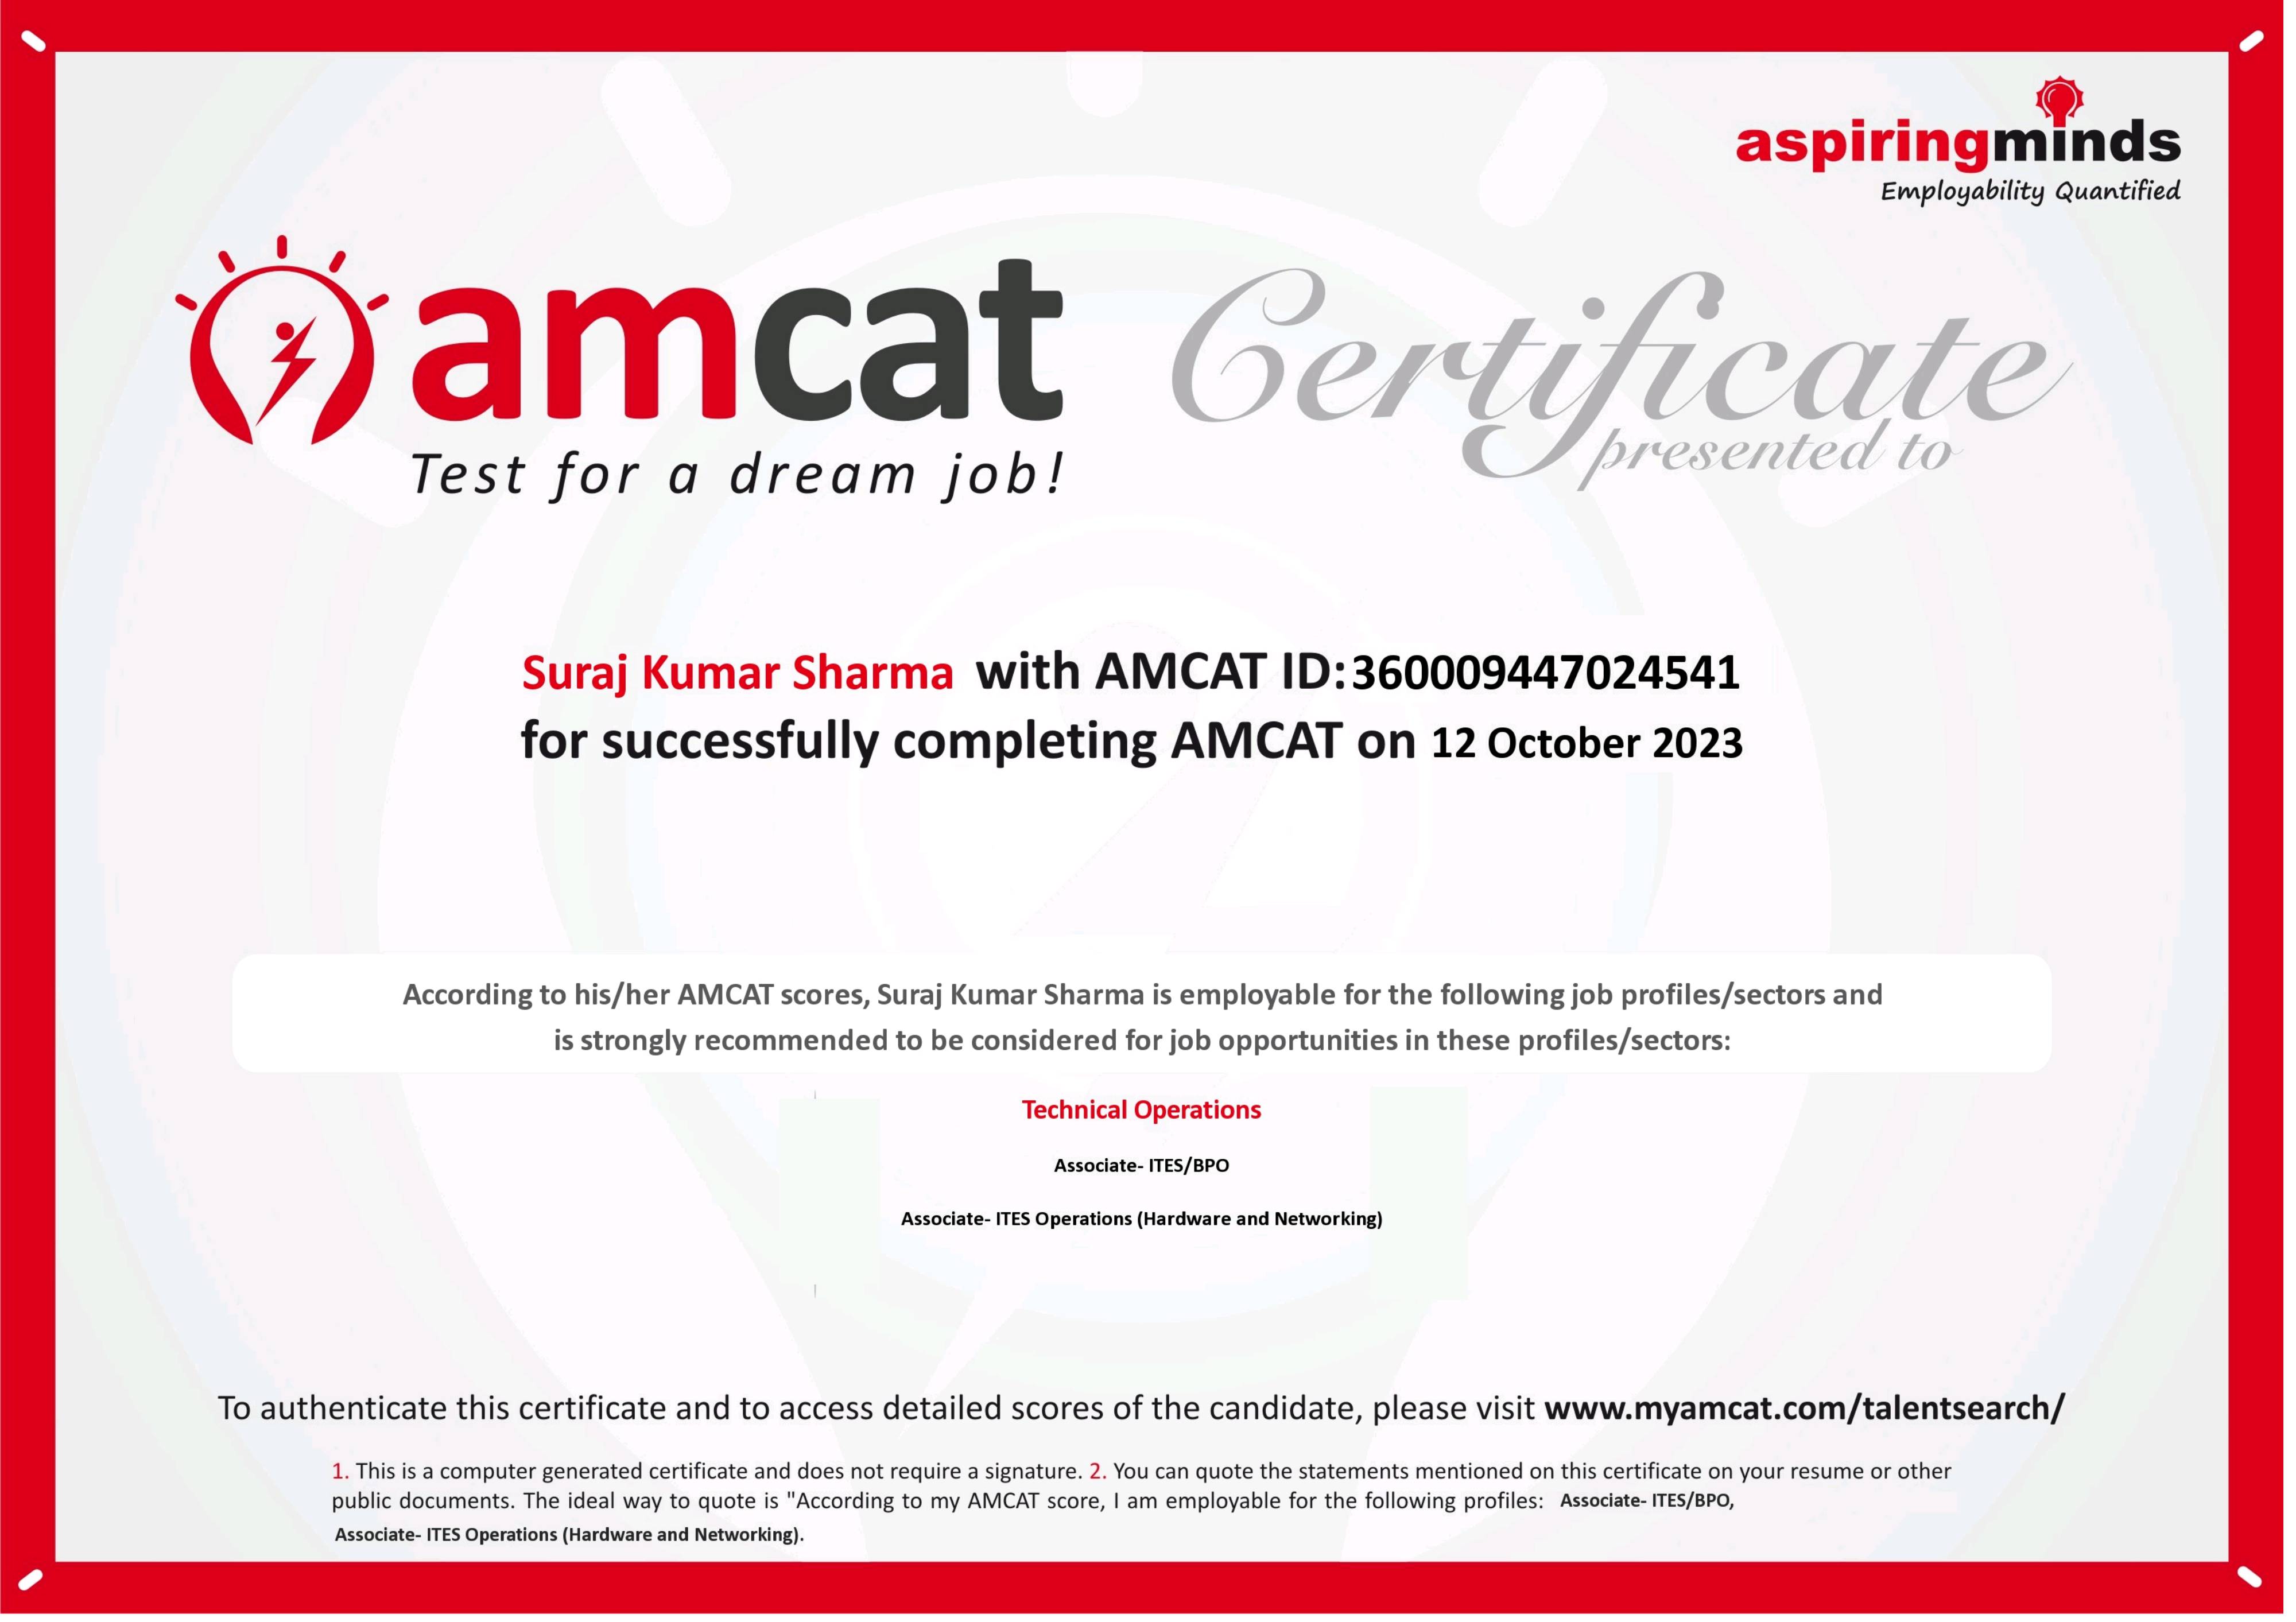 aspiringminds
Employability Quantified
amcat
Test for a dream job!
Certificate
presented to
Suraj Kumar Sharma with AMCAT ID:360009447024541
for successfully completing AMCAT on 12 October 2023
According to his/her AMCAT scores, Suraj Kumar Sharma is employable for the following job profiles/sectors and
is strongly recommended to be considered for job opportunities in these profiles/sectors:
Technical Operations
Associate- ITES/BPO
Associate- ITES Operations (Hardware and Networking)
To authenticate this certificate and to access detailed scores of the candidate, please visit www.myamcat.com/talentsearch/
1. This is a computer generated certificate and does not require a signature. 2. You can quote the statements mentioned on this certificate on your resume or other
public documents. The ideal way to quote is "According to my AMCAT score, I am employable for the following profiles: Associate- ITES/BPO,
Associate- ITES Operations (Hardware and Networking).